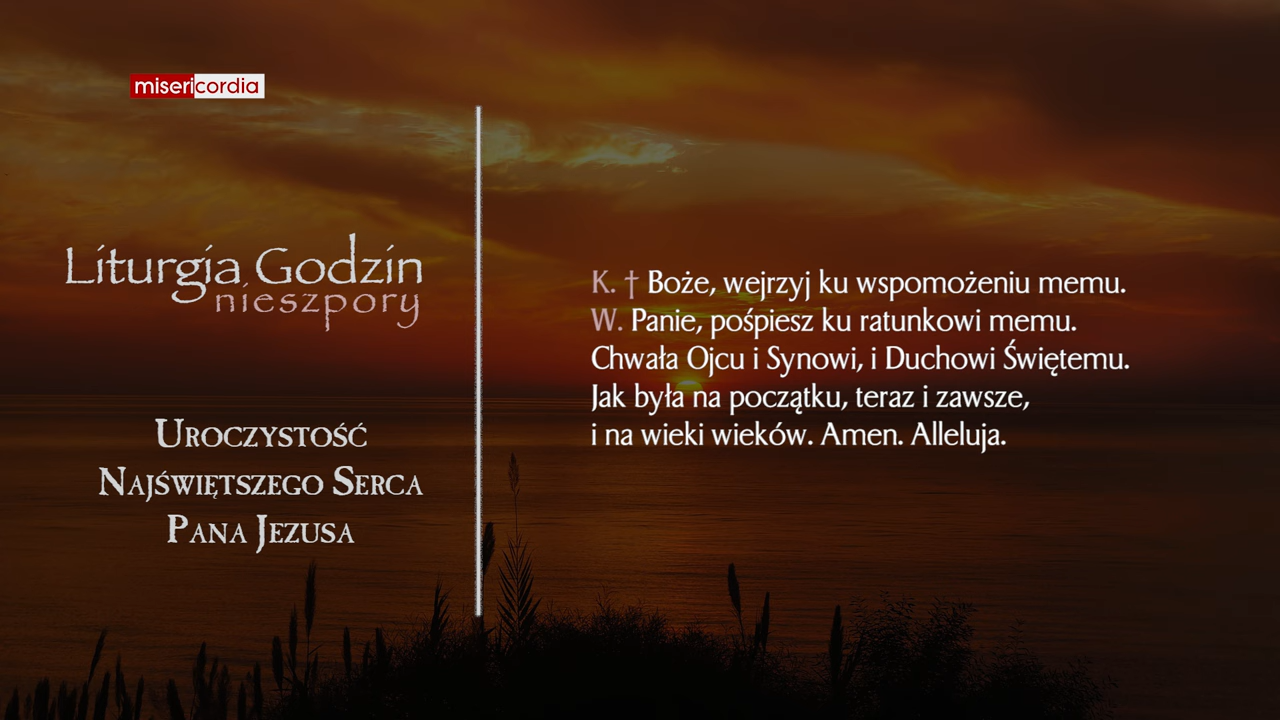 misericordia
Liturgia Godzin
nieszpory
Uroczystość
Najświętszego Serca
Pana Jezusa
K. † Boże, wejrzyj ku wspomożeniu memu.
W. Panie, pośpiesz ku ratunkowi memu.
Chwała Ojcu i Synowi, i Duchowi Świętemu.
Jak była na początku, teraz i zawsze,
i na wieki wieków. Amen. Alleluja.